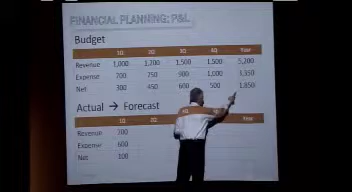 FINANCIAL PLANNING: P&L
Budget
1Q 2Q 3Q 4Q Year
Revenue 1,000 1,200 1,500 1,500 5,200
Expense 700 750 900 1,000 3,350
Net 300 450 600 500 1,850
Actual → Forecast
1Q 2Q 4Q Year
Revenue 700
Expense 600
Net 100